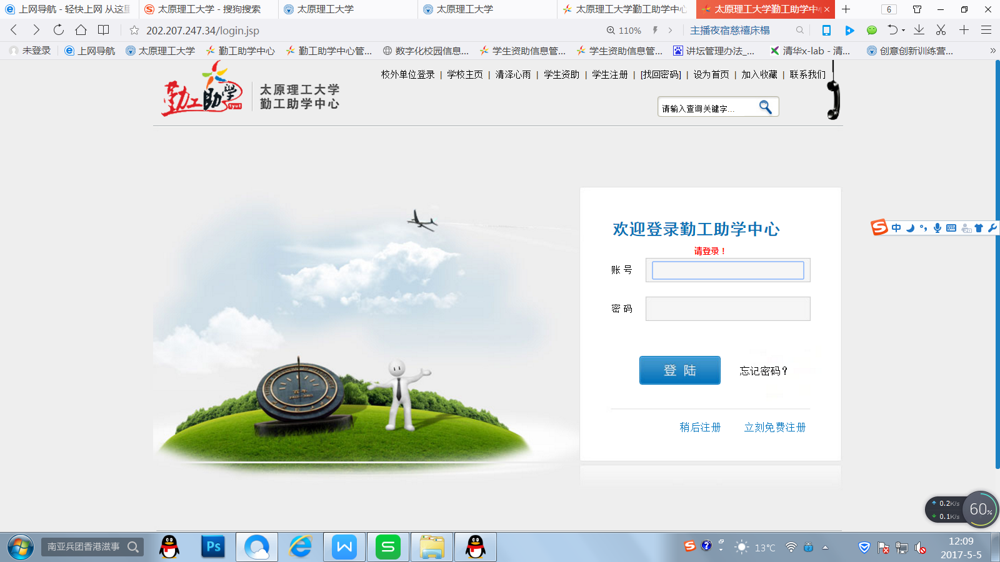 上网导航 - 轻快上网 从这里
太原理工大学 - 搜狗搜索
太原理工大学
太原理工大学
太原理工大学勤工助学中心
太原理工大学勤工助学中
6
202.207.247.34/login.jsp
110%
主播夜宿慈禧床榻
未登录
上网导航
太原理工大学
勤工助学中心
勤工助学中心管...
数字化校园信息...
学生资助信息管...
学生资助信息管...
讲坛管理办法_...
清华x-lab - 清...
创意创新训练营...
»
勤工助学
tyut
太原理工大学
勤工助学中心
校外单位登录 | 学校主页 | 清泽心雨 | 学生资助 | 学生注册 | [找回密码] | 设为首页 | 加入收藏 | 联系我们
请输入查询关键字...
欢迎登录勤工助学中心
请登录！
账 号
密 码
登 陆
忘记密码？
稍后注册
立刻免费注册
中
0.2K/s
0.1K/s
60%
南亚兵团香港滋事
Ps
13℃
12:09
2017-5-5